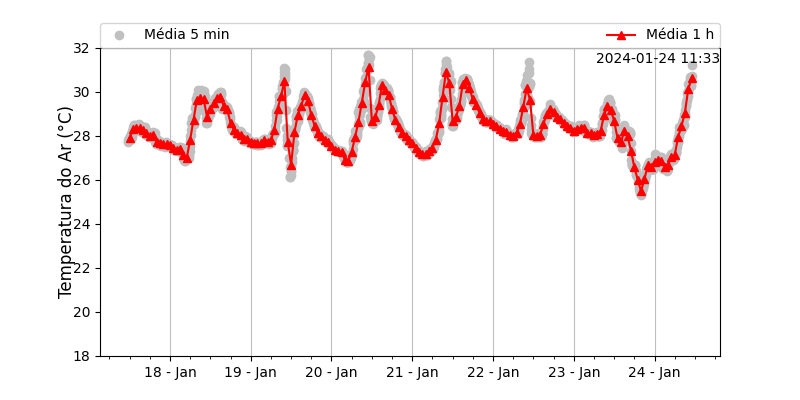 Média 5 min
Média 1 h
2024-01-24 11:33
Temperatura do Ar (°C)
32
30
28
26
24
22
20
18
18 - Jan
19 - Jan
20 - Jan
21 - Jan
22 - Jan
23 - Jan
24 - Jan